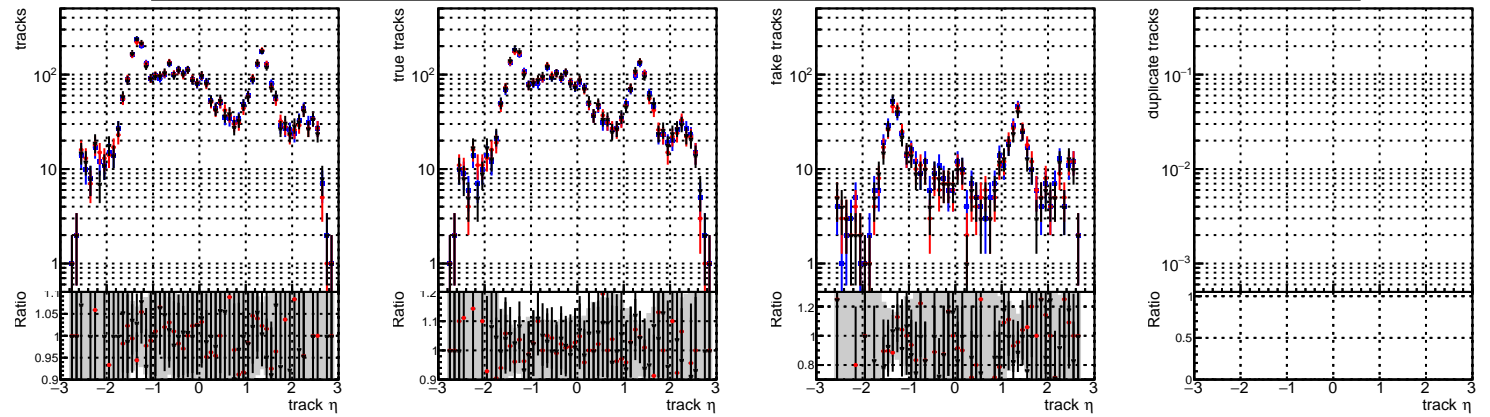 tracks
10²
10
1
Ratio
1.1
1.05
1
0.95
0.9
−3 −2 −1 0 1 2 3
track η
true tracks
10²
10
1
Ratio
1.2
1.1
1
0.9
−3 −2 −1 0 1 2 3
track η
fake tracks
10²
10
1
Ratio
1.2
1
0.8
−3 −2 −1 0 1 2 3
track η
duplicate tracks
10⁻¹
10⁻²
10⁻³
Ratio
1
0.5
0
−3 −2 −1 0 1 2 3
track η